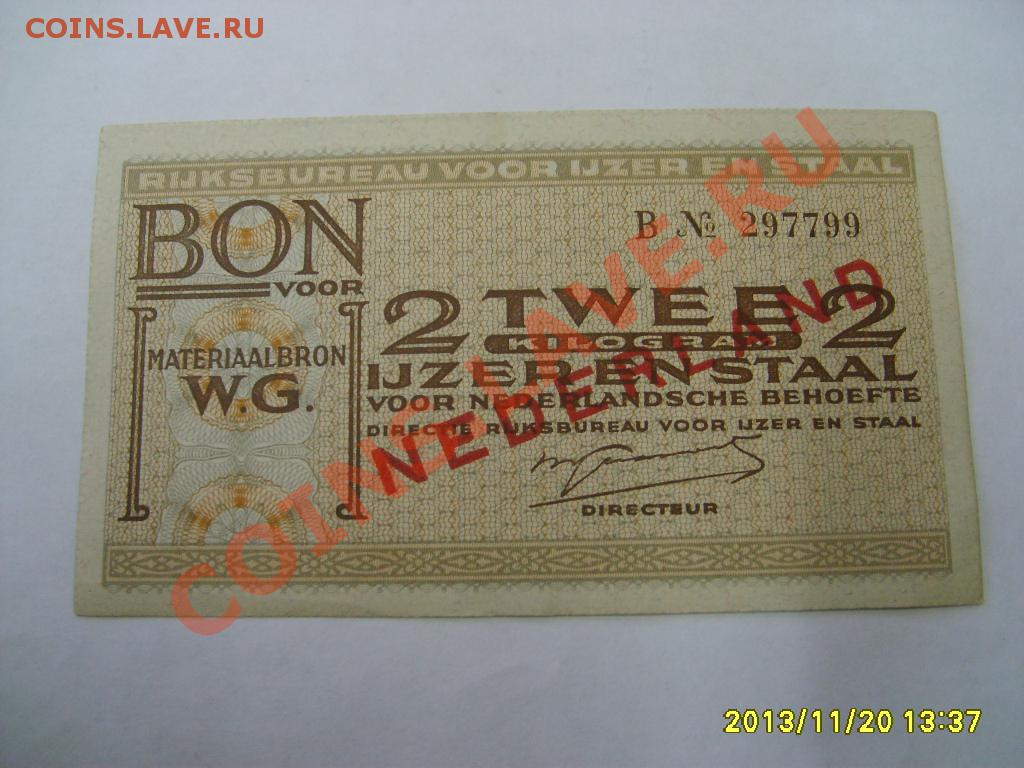 COINS.LAVE.RU
RIJKSBUREAU VOOR IJZER EN STAAL
BON
VOOR
MATERIAALBRON
W.G.
B № 297799
2 TWEE 2
KILOGRAM
IJZER EN STAAL
VOOR NEDERLANDSCHE BEHOEFTE
DIRECTIE RIJKSBUREAU VOOR IJZER EN STAAL
DIRECTEUR
NEDERLAND
COINS.LAVE.RU
2013/11/20 13:37